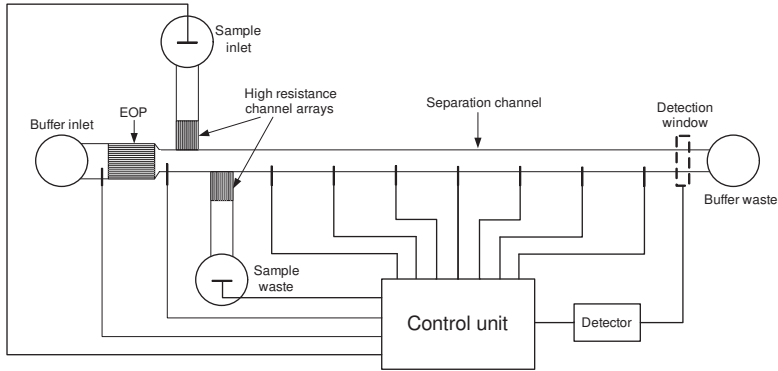 Sample
inlet
High resistance
channel arrays
EOP
Buffer inlet
Separation channel
Detection
window
Buffer waste
Sample
waste
Control unit
Detector